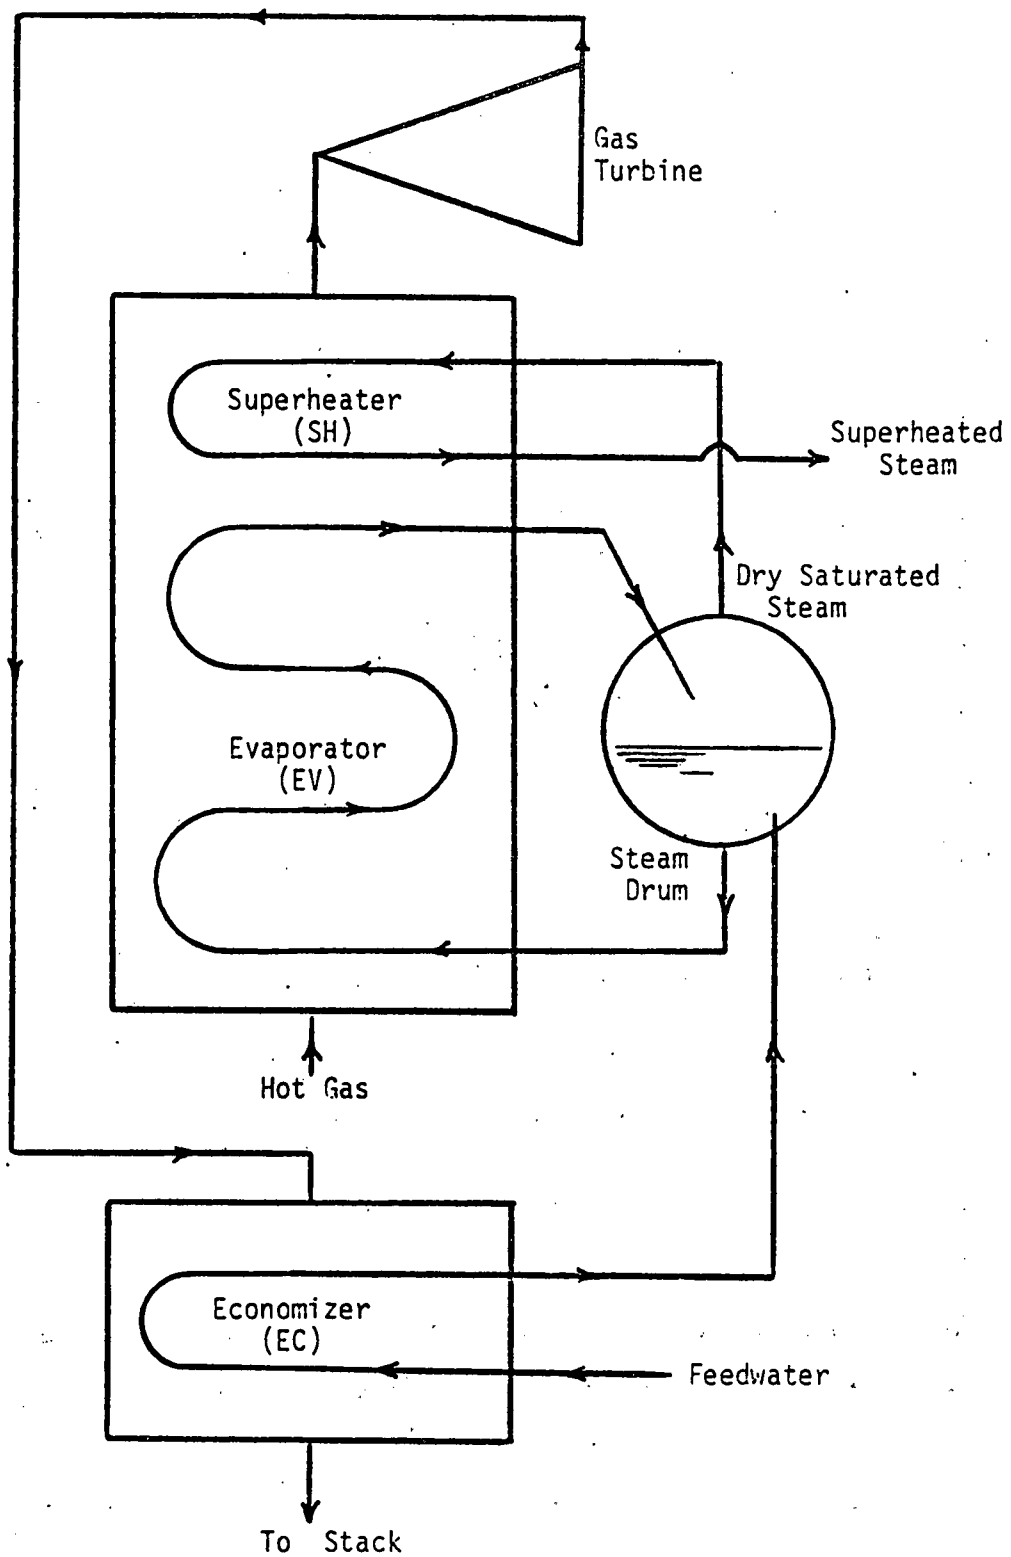 Gas
Turbine
Superheater
(SH)
Superheated
Steam
Dry Saturated
Steam
Evaporator
(EV)
Steam
Drum
Hot Gas
Economizer
(EC)
Feedwater
To Stack